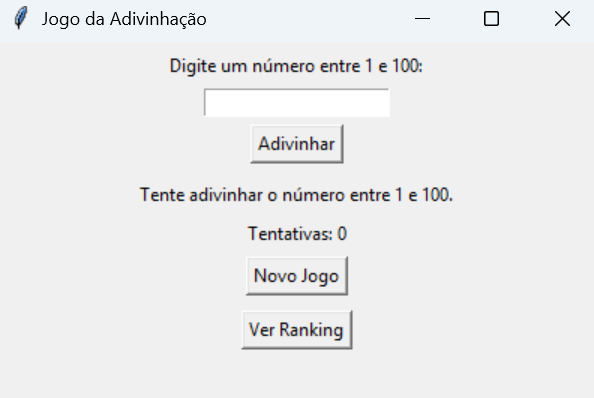 Jogo da Adivinhação
Digite um número entre 1 e 100:
Adivinhar
Tente adivinhar o número entre 1 e 100.
Tentativas: 0
Novo Jogo
Ver Ranking